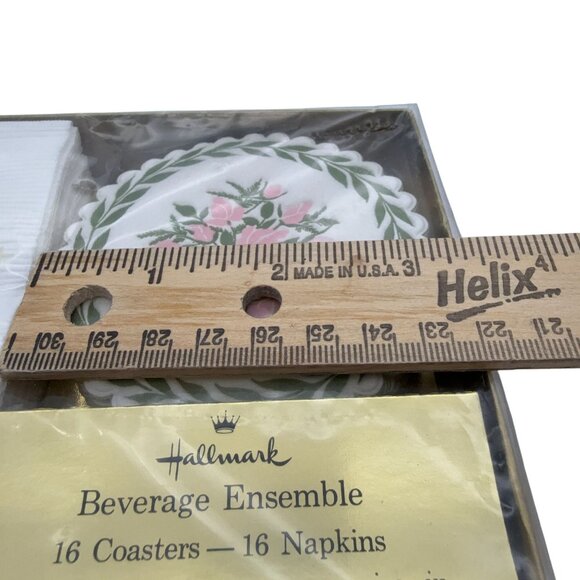 1 2 MADE IN U.S.A. 3 Helix 4
30 29 28 27 26 25 24 23 22 21
Hallmark
Beverage Ensemble
16 Coasters — 16 Napkins